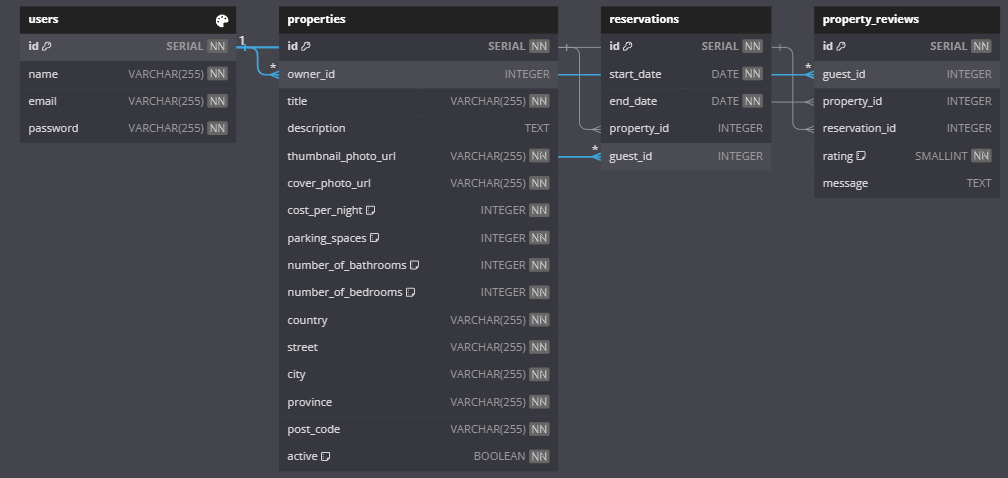 users
id SERIAL NN
name VARCHAR(255) NN
email VARCHAR(255) NN
password VARCHAR(255) NN
1
*
properties
id SERIAL NN
owner_id INTEGER
title VARCHAR(255) NN
description TEXT
thumbnail_photo_url VARCHAR(255) NN
cover_photo_url VARCHAR(255) NN
cost_per_night INTEGER NN
parking_spaces INTEGER NN
number_of_bathrooms INTEGER NN
number_of_bedrooms INTEGER NN
country VARCHAR(255) NN
street VARCHAR(255) NN
city VARCHAR(255) NN
province VARCHAR(255) NN
post_code VARCHAR(255) NN
active BOOLEAN NN
*
reservations
id SERIAL NN
start_date DATE NN
end_date DATE NN
property_id INTEGER
guest_id INTEGER
*
property_reviews
id SERIAL NN
guest_id INTEGER
property_id INTEGER
reservation_id INTEGER
rating SMALLINT NN
message TEXT